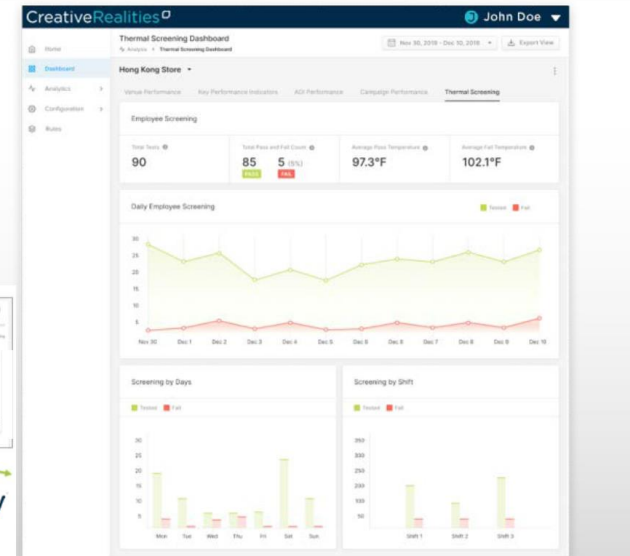 CreativeRealities
John Doe
Home
Dashboard
Analytics
Configuration
Rules
Thermal Screening Dashboard
Analytics > Thermal Screening Dashboard
Nov 30, 2019 - Dec 10, 2019
Export View
Hong Kong Store
Venue Performance Key Performance Indicators AOI Performance Campaign Performance Thermal Screening
Employee Screening
Total Tests
90
Total Pass and Fail Count
85 5 (5%)
PASS FAIL
Average Pass Temperature
97.3°F
Average Fail Temperature
102.1°F
Daily Employee Screening
Tested Fail
30
25
20
15
10
5
Nov 30 Dec 1 Dec 2 Dec 3 Dec 4 Dec 5 Dec 6 Dec 7 Dec 8 Dec 9 Dec 10
Screening by Days
Tested Fail
30
25
20
15
10
5
Mon Tue Wed Thu Fri Sat Sun
Screening by Shift
Tested Fail
350
300
250
200
100
50
Shift 1 Shift 2 Shift 3